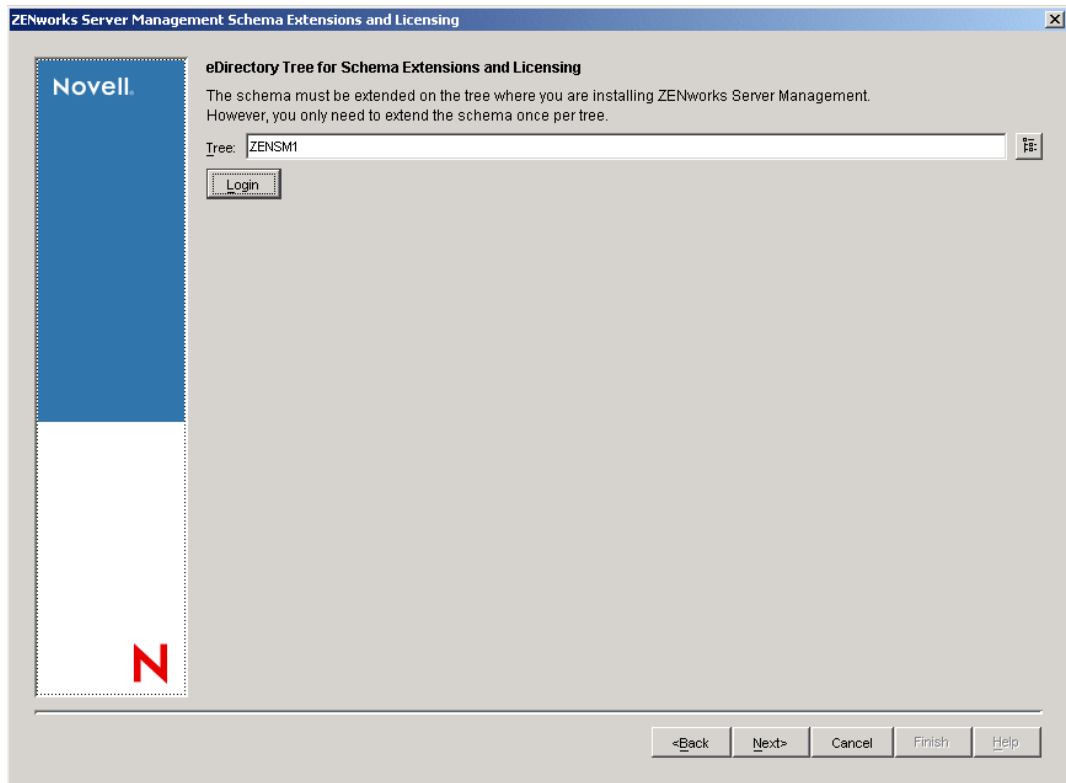 ZENworks Server Management Schema Extensions and Licensing
Novell.
eDirectory Tree for Schema Extensions and Licensing
The schema must be extended on the tree where you are installing ZENworks Server Management.
However, you only need to extend the schema once per tree.
Tree: ZENSM1
Login
N
<Back Next> Cancel Finish Help